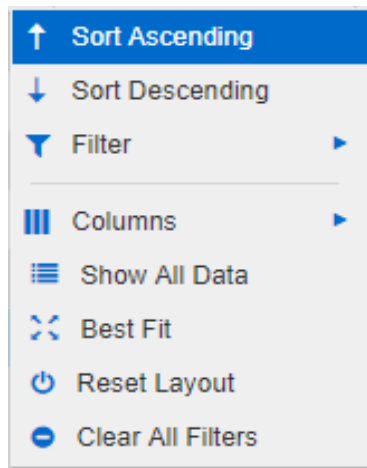 Sort Ascending
Sort Descending
Filter
Columns
Show All Data
Best Fit
Reset Layout
Clear All Filters